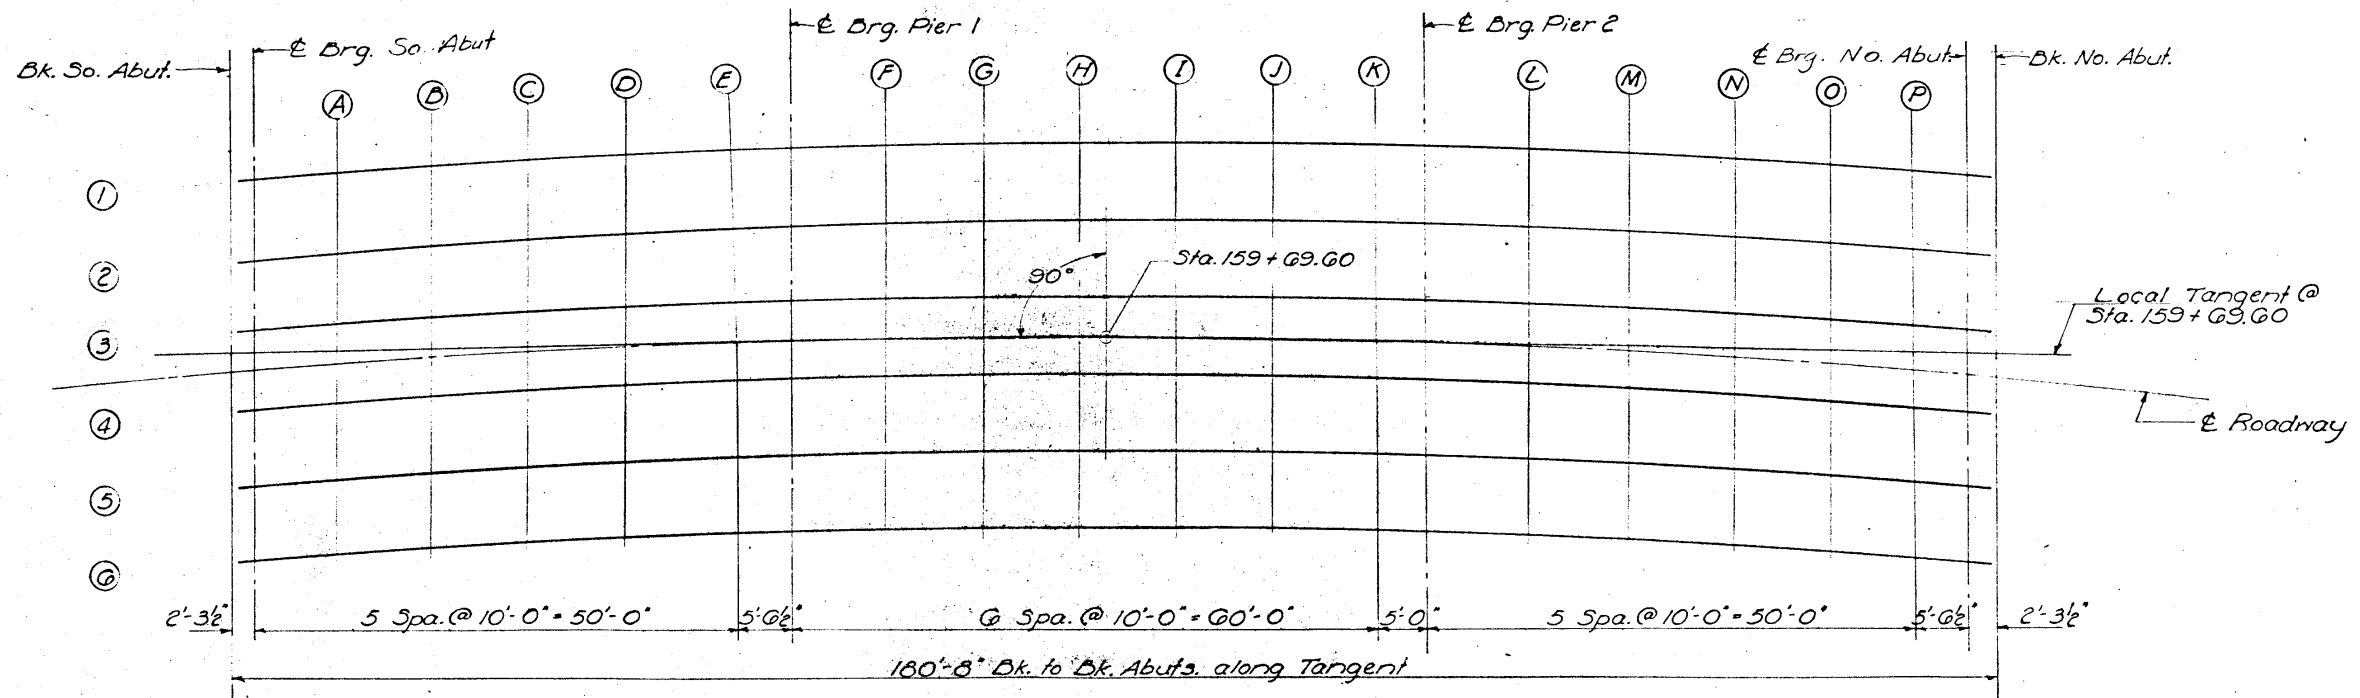 ℄ Brg. Pier 1
℄ Brg. Pier 2
℄ Brg. So. Abut
℄ Brg. No. Abut.
Bk. So. Abut.
Bk. No. Abut.
A B C D E F G H I J K L M N O P
1
2
3
4
5
6
90°
Sta. 159 + 69.60
Local Tangent @
Sta. 159 + 69.60
℄ Roadway
2'-3½" 5 Spa. @ 10'-0" = 50'-0" 5'-6½" 6 Spa. @ 10'-0" = 60'-0" 5'-0" 5 Spa. @ 10'-0" = 50'-0" 5'-6½" 2'-3½"
180'-8" Bk. to Bk. Abuts. along Tangent